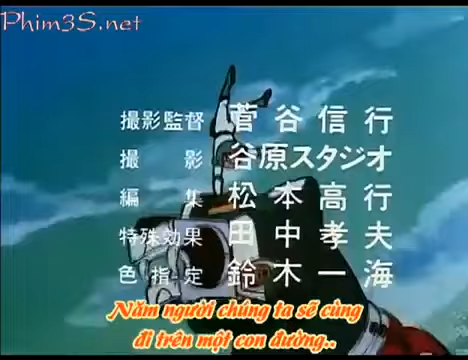 Phim3S.net
撮影監督 菅谷信行
撮影 谷原スタジオ
編集 松本高行
特殊効果 田中孝夫
色指定 鈴木一海
Năm người chúng ta sẽ cùng
đi trên một con đường..